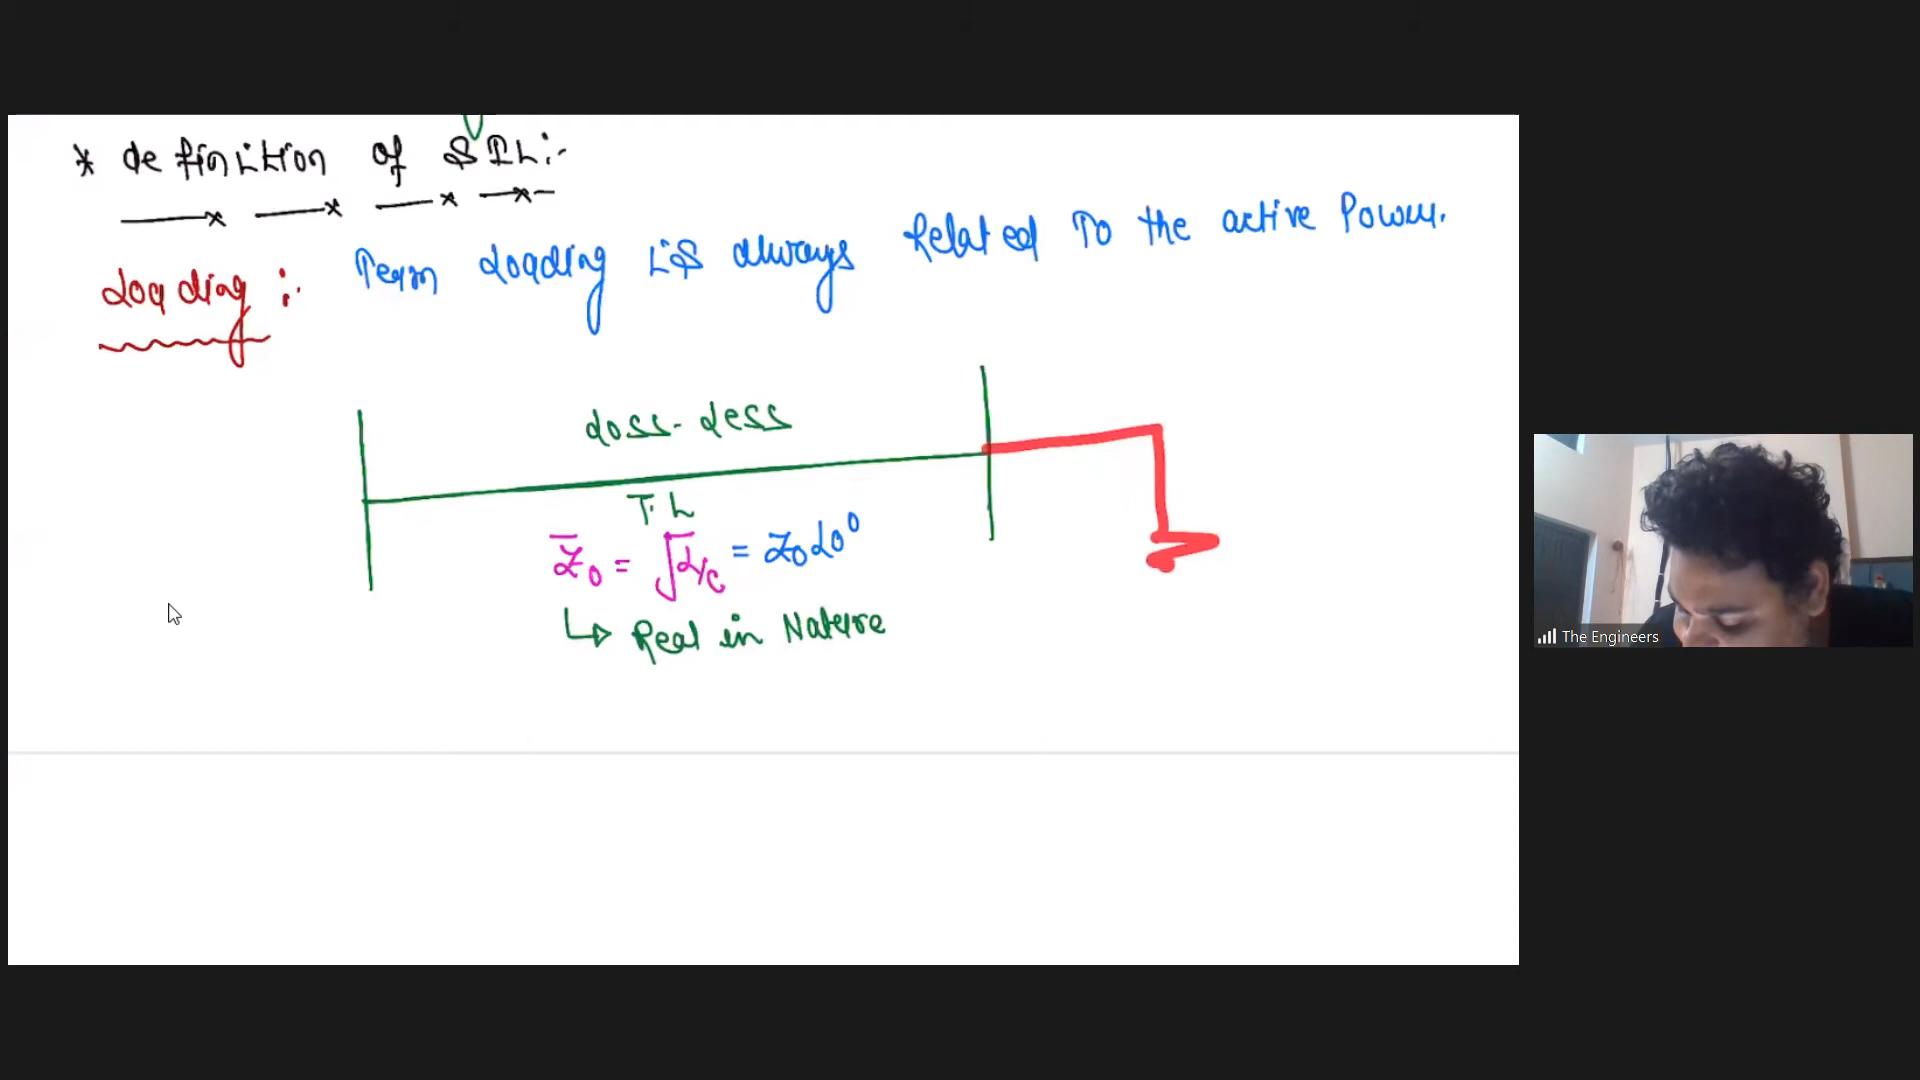 * definition of SIL:-
Loading :- Term Loading is always Related To the active Power.
Loss-Less
T.L
Z̅₀ = √L/C = Z₀∠0°
↳ Real in Nature
The Engineers